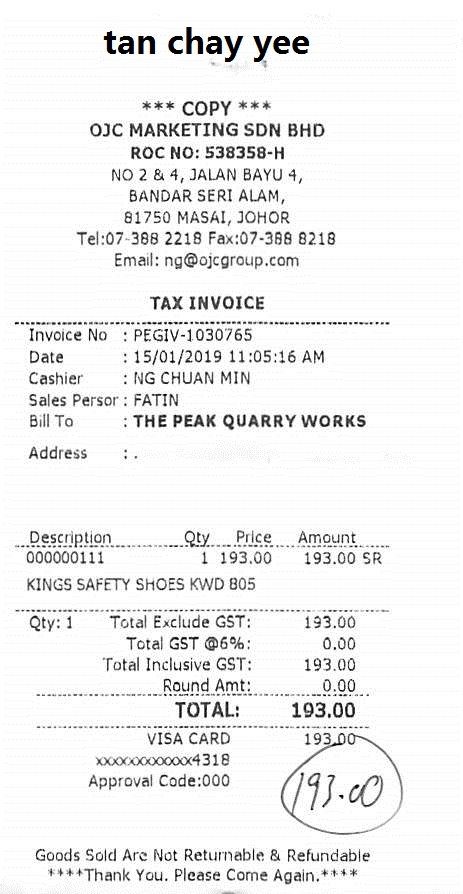 tan chay yee
*** COPY ***
OJC MARKETING SDN BHD
ROC NO: 538358-H
NO 2 & 4, JALAN BAYU 4,
BANDAR SERI ALAM,
81750 MASAI, JOHOR
Tel:07-388 2218 Fax:07-388 8218
Email: ng@ojcgroup.com
TAX INVOICE
Invoice No : PEGIV-1030765
Date : 15/01/2019 11:05:16 AM
Cashier : NG CHUAN MIN
Sales Persor : FATIN
Bill To : THE PEAK QUARRY WORKS
Address : .
Description Qty Price Amount
000000111 1 193.00 193.00 SR
KINGS SAFETY SHOES KWD 805
Qty: 1 Total Exclude GST: 193.00
Total GST @6%: 0.00
Total Inclusive GST: 193.00
Round Amt: 0.00
TOTAL: 193.00
VISA CARD 193.00
xxxxxxxxxxxx4318
Approval Code:000
193.00
Goods Sold Are Not Returnable & Refundable
****Thank You. Please Come Again.****